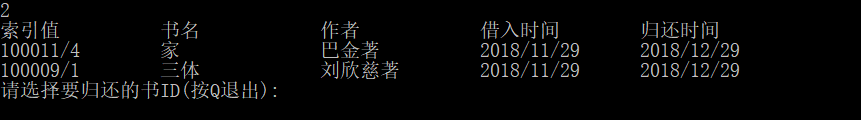 2
索引值 书名 作者 借入时间 归还时间
100011/4 家 巴金著 2018/11/29 2018/12/29
100009/1 三体 刘欣慈著 2018/11/29 2018/12/29
请选择要归还的书ID(按Q退出):